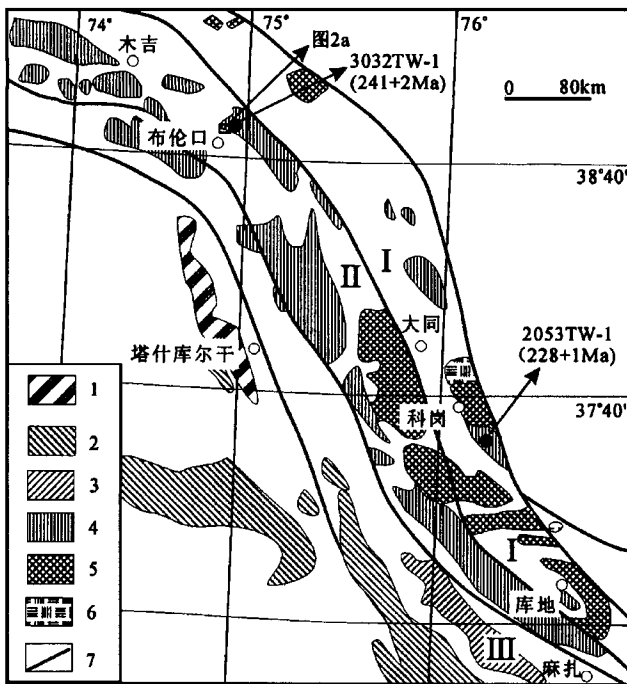 74°
75°
76°
木吉
图2a
3032TW-1
(241+2Ma)
0 80km
布伦口
38°40′
I
II
大同
2053TW-1
(228+1Ma)
塔什库尔干
37°40′
科岗
1
2
3
4
5
6
7
I
库地
III
麻扎